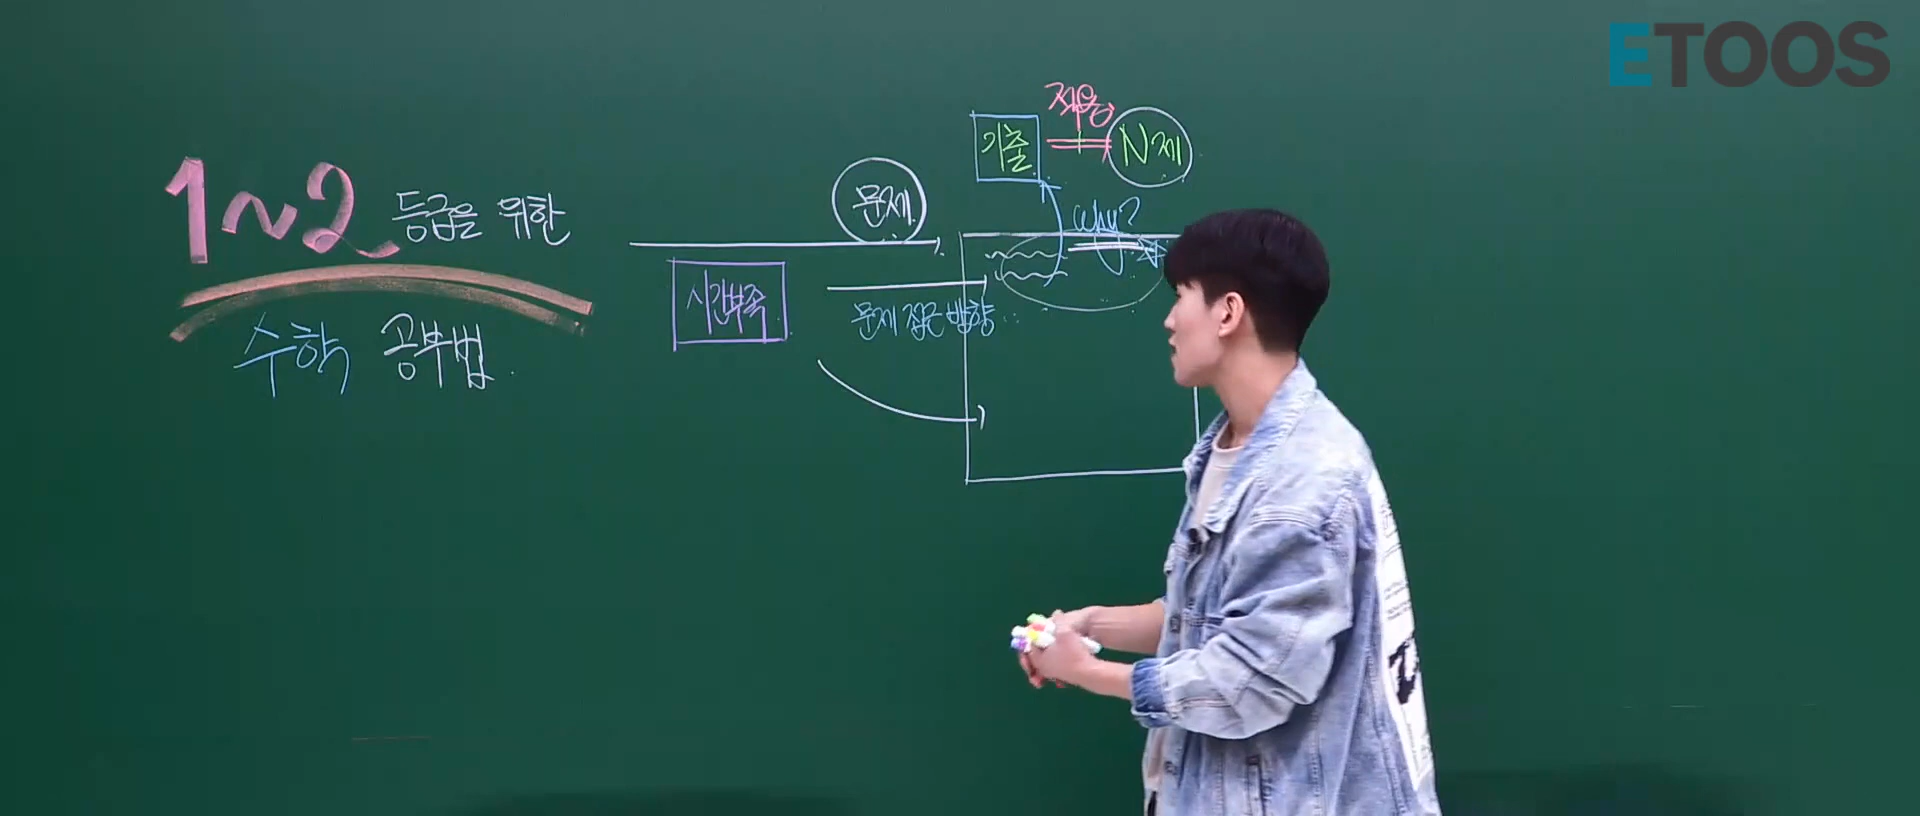 ETOOS
1~2 등급을 위한
수학 공부법.
문제
시간부족
문제 접근 방향..
기출
적용
N제
Why?